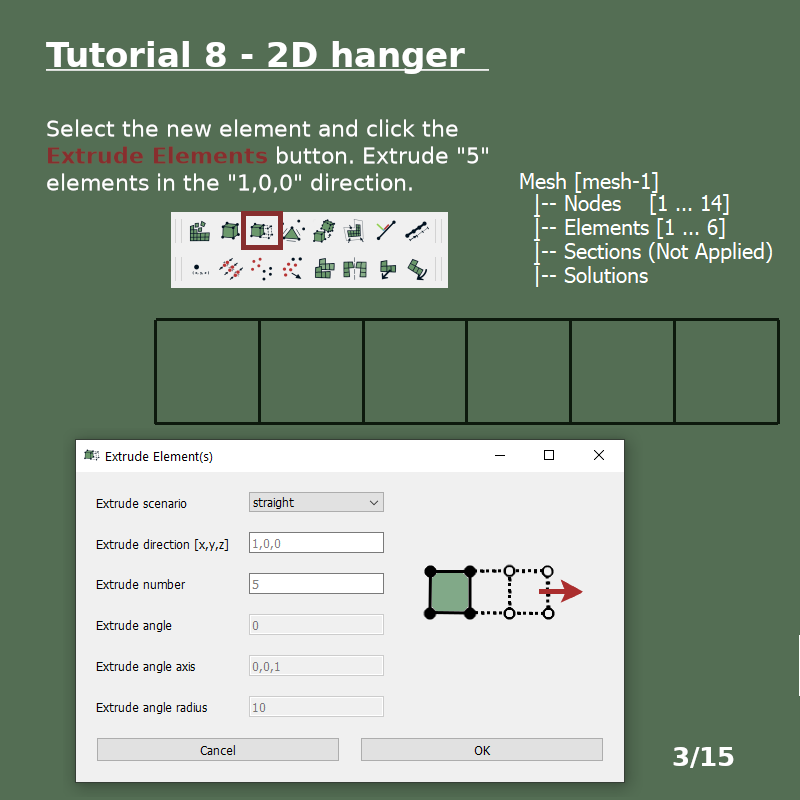 Tutorial 8 - 2D hanger
Select the new element and click the
Extrude Elements button. Extrude "5"
elements in the "1,0,0" direction.
Mesh [mesh-1]
|-- Nodes [1 ... 14]
|-- Elements [1 ... 6]
|-- Sections (Not Applied)
|-- Solutions
(x,y,z)
Extrude Element(s)
Extrude scenario straight
Extrude direction [x,y,z] 1,0,0
Extrude number 5
Extrude angle 0
Extrude angle axis 0,0,1
Extrude angle radius 10
Cancel OK
3/15